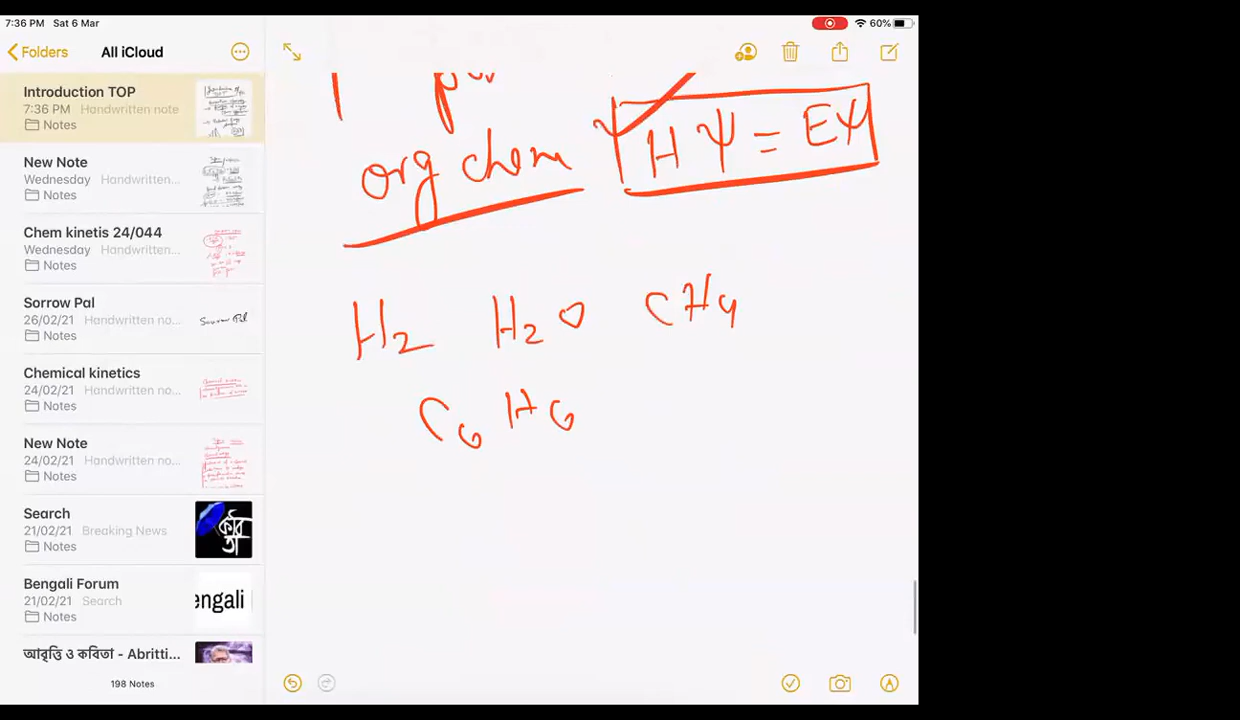 7:36 PM Sat 6 Mar
60%
Folders
All iCloud
Introduction TOP
7:36 PM Handwritten note
Notes
New Note
Wednesday Handwritten...
Notes
Chem kinetis 24/044
Wednesday Handwritten...
Notes
Sorrow Pal
26/02/21 Handwritten no...
Notes
Chemical kinetics
24/02/21 Handwritten no...
Notes
New Note
24/02/21 Handwritten no...
Notes
Search
21/02/21 Breaking News
Notes
কবি
তা
Bengali Forum
21/02/21 Search
Notes
engali
আবৃত্তি ও কবিতা - Abritti...
198 Notes
org chem
Hψ = Eψ
H2 H2O CH4
C6H6